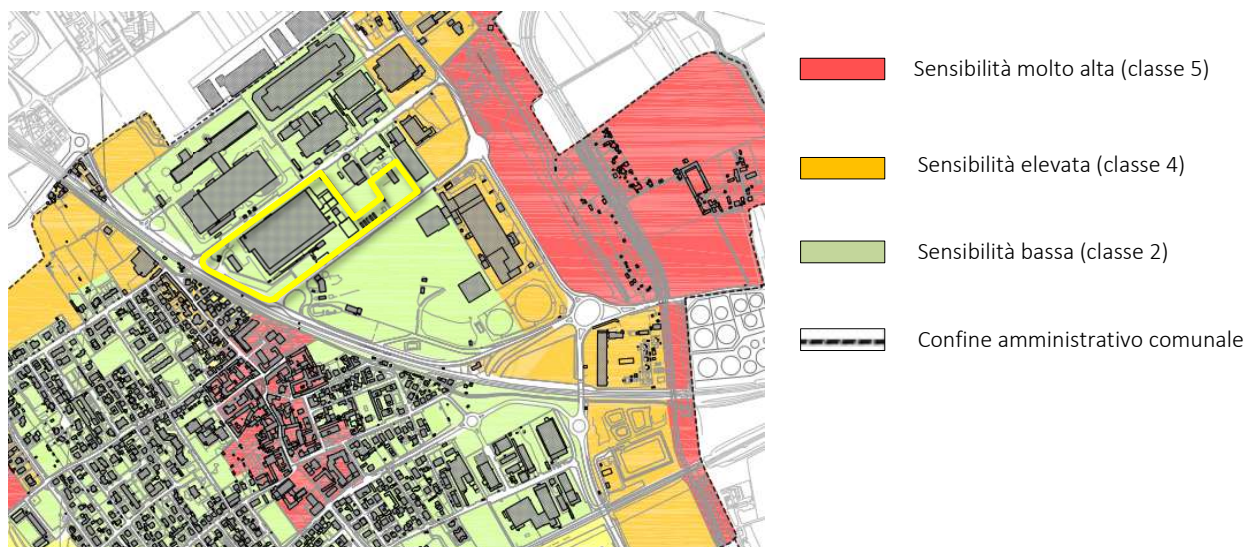 Sensibilità molto alta (classe 5)
Sensibilità elevata (classe 4)
Sensibilità bassa (classe 2)
Confine amministrativo comunale